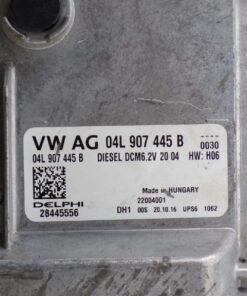 VW AG 04L 907 445 B 0030
04L 907 445 B DIESEL DCM6.2V 20 04 HW: H06
Made in HUNGARY
22004001
DELPHI
28445556 DH1 00S 20.10.16 UPS6 1062